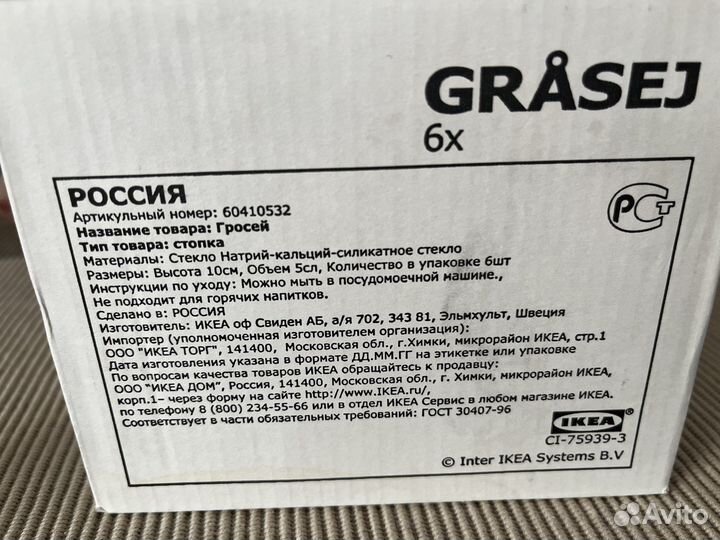 GRÅSEJ
6x
РОССИЯ
Артикульный номер: 60410532
Название товара: Гросей
Тип товара: стопка
Материалы: Стекло Натрий-кальций-силикатное стекло
Размеры: Высота 10см, Объем 5сл, Количество в упаковке 6шт
Инструкции по уходу: Можно мыть в посудомоечной машине.,
Не подходит для горячих напитков.
Сделано в: РОССИЯ
Изготовитель: ИКЕА оф Свиден АБ, а/я 702, 343 81, Эльмхульт, Швеция
Импортер (уполномоченная изготовителем организация):
ООО "ИКЕА ТОРГ", 141400, Московская обл., г.Химки, микрорайон ИКЕА, стр.1
Дата изготовления указана в формате ДД.ММ.ГГ на этикетке или упаковке
По вопросам качества товаров ИКЕА обращайтесь к продавцу:
ООО "ИКЕА ДОМ", Россия, 141400, Московская обл., г. Химки, микрорайон ИКЕА,
корп.1– через форму на сайте http://www.IKEA.ru/,
по телефону 8 (800) 234-55-66 или в отдел ИКЕА Сервис в любом магазине ИКЕА.
Соответствует в части обязательных требований: ГОСТ 30407-96
РСТ
IKEA
CI-75939-3
© Inter IKEA Systems B.V
Avito